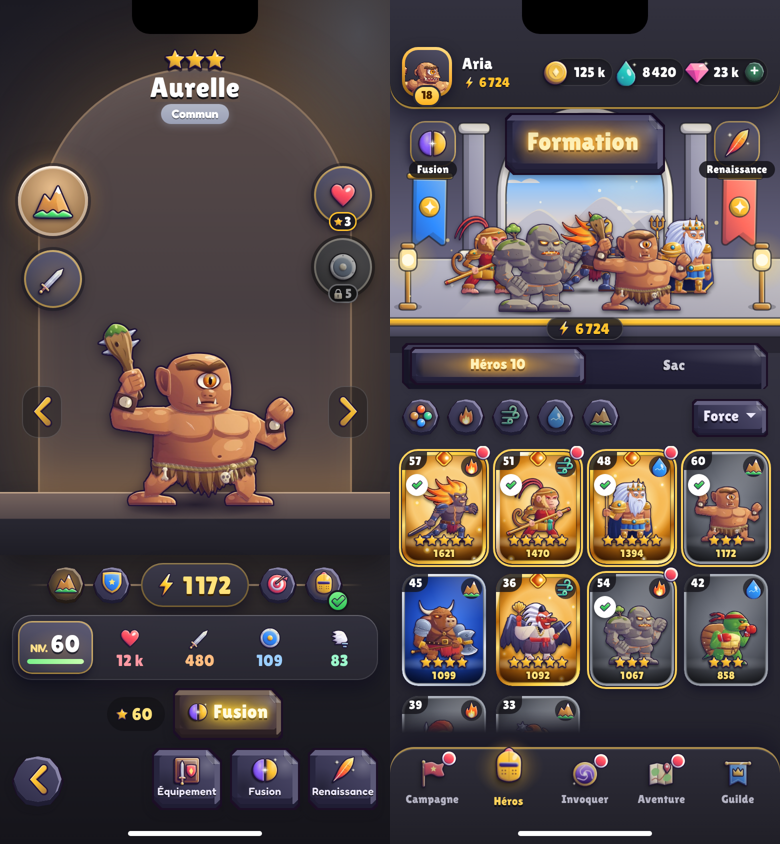 Aurelle
Commun
3
5
1172
NIV. 60
12 k
480
109
83
60
Fusion
Équipement
Fusion
Renaissance
Aria
6724
18
125 k
8420
23 k
+
Formation
Fusion
Renaissance
6724
Héros 10
Sac
Force
57
1621
51
1470
48
1394
60
1172
45
1099
36
1092
54
1067
42
858
39
33
Campagne
Héros
Invoquer
Aventure
Guilde